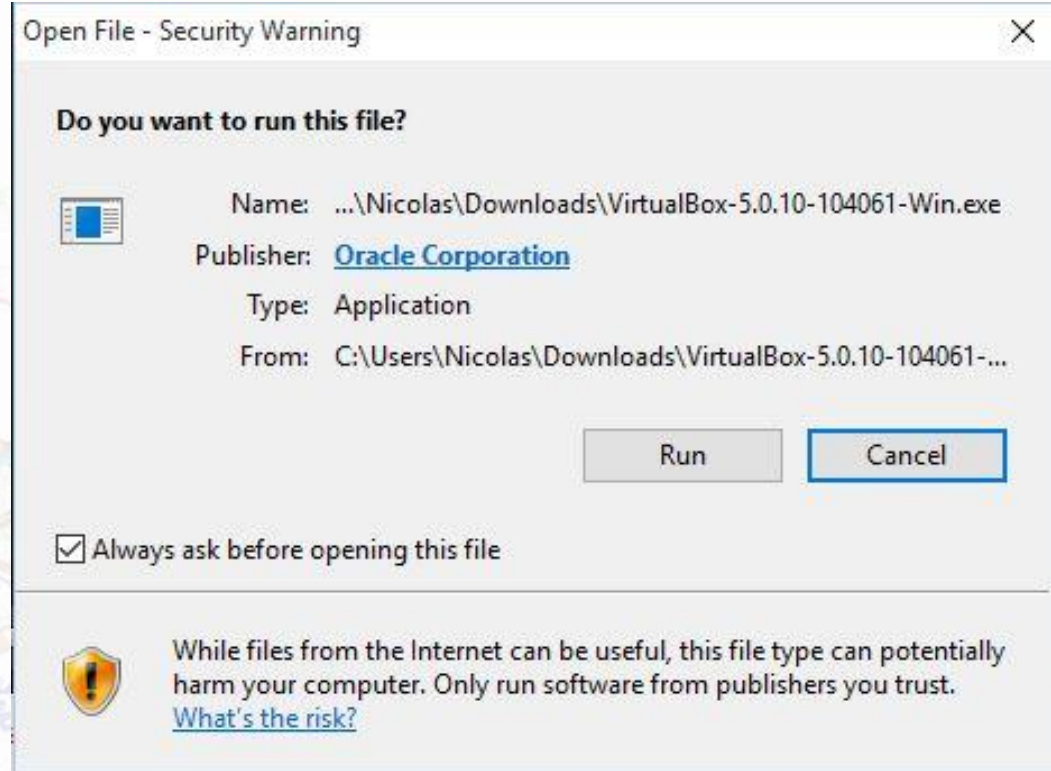 Open File - Security Warning
Do you want to run this file?
Name: ...\Nicolas\Downloads\VirtualBox-5.0.10-104061-Win.exe
Publisher: Oracle Corporation
Type: Application
From: C:\Users\Nicolas\Downloads\VirtualBox-5.0.10-104061-...
Run Cancel
Always ask before opening this file
While files from the Internet can be useful, this file type can potentially
harm your computer. Only run software from publishers you trust.
What's the risk?